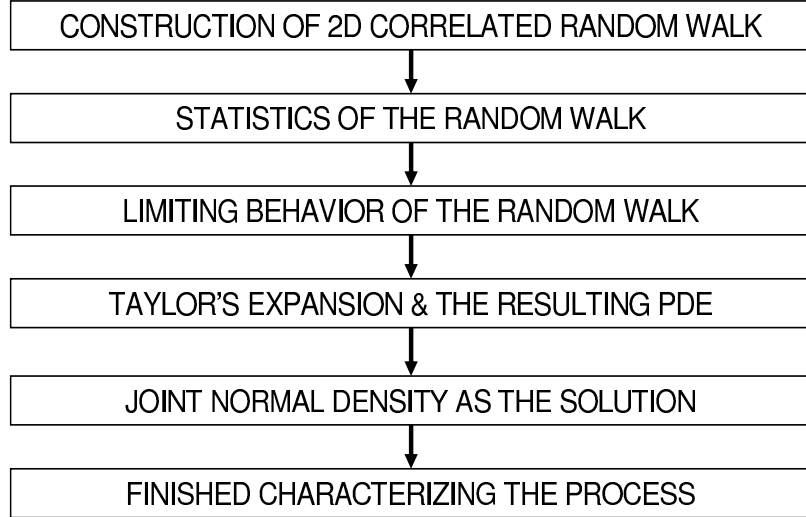 CONSTRUCTION OF 2D CORRELATED RANDOM WALK
STATISTICS OF THE RANDOM WALK
LIMITING BEHAVIOR OF THE RANDOM WALK
TAYLOR'S EXPANSION & THE RESULTING PDE
JOINT NORMAL DENSITY AS THE SOLUTION
FINISHED CHARACTERIZING THE PROCESS